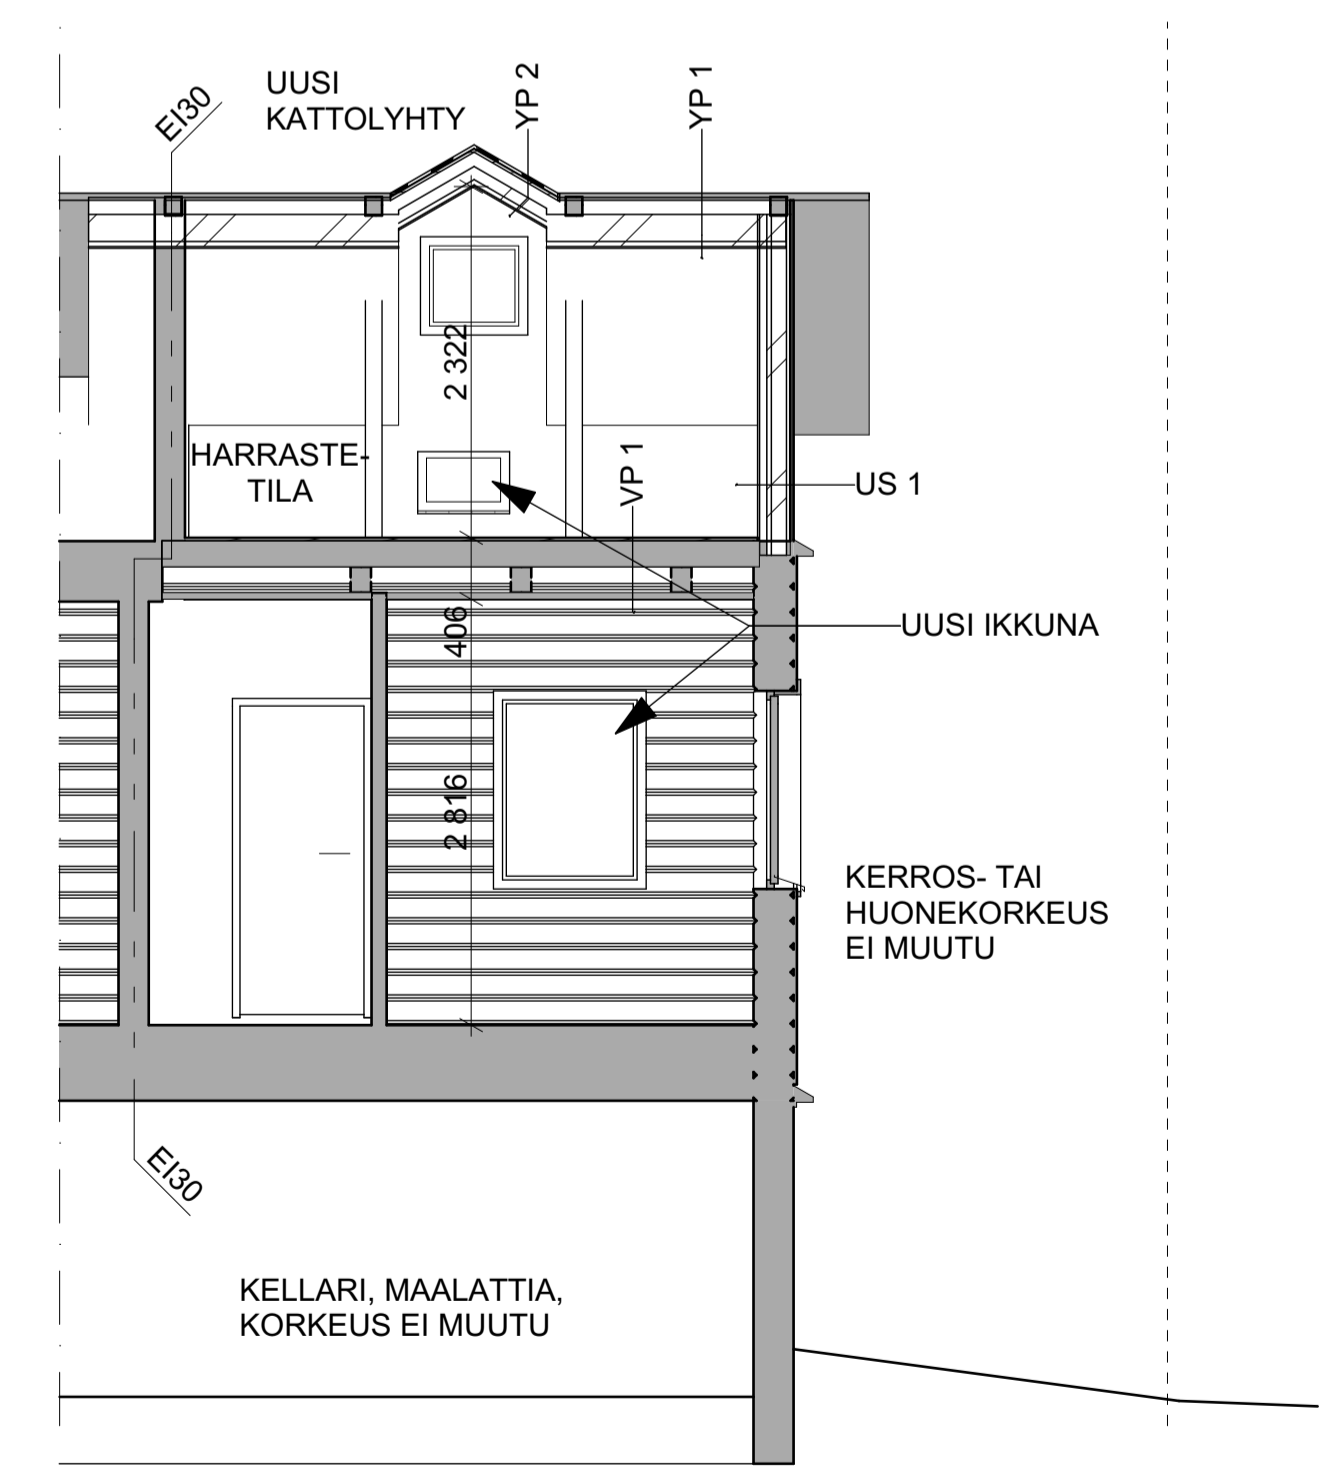 UUSI
KATTOLYHTY
EI30
YP 2
YP 1
2 322
HARRASTE-
TILA
VP 1
US 1
406
UUSI IKKUNA
2 816
KERROS- TAI
HUONEKORKEUS
EI MUUTU
EI30
KELLARI, MAALATTIA,
KORKEUS EI MUUTU